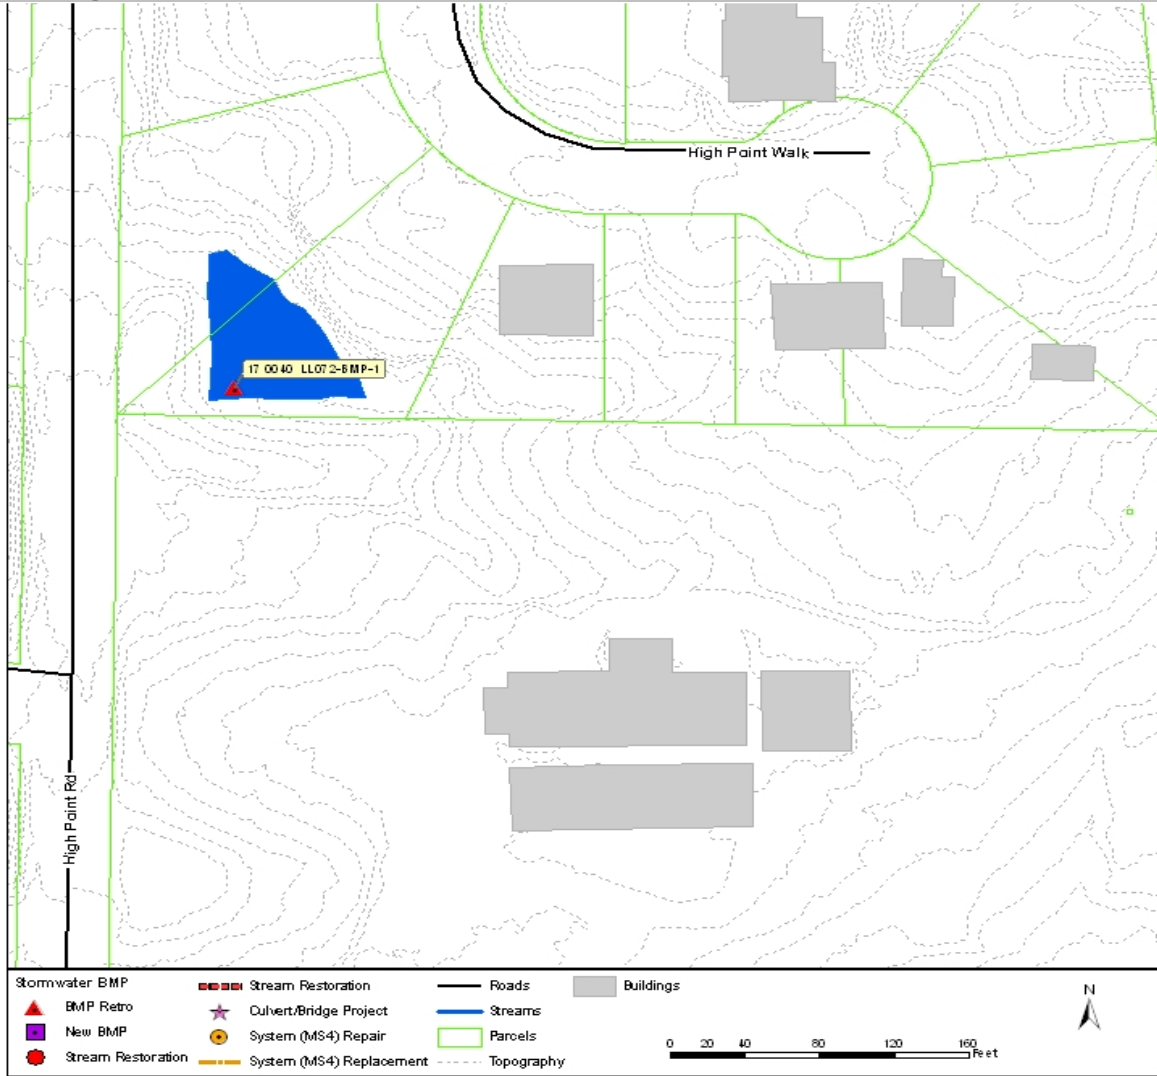 High Point Walk
17 0040 LL072-BMP-1
High Point Rd
Stormwater BMP
BMP Retro
New BMP
Stream Restoration
Stream Restoration
Culvert/Bridge Project
System (MS4) Repair
System (MS4) Replacement
Roads
Streams
Parcels
Topography
Buildings
N
0 20 40 80 120 160
Feet